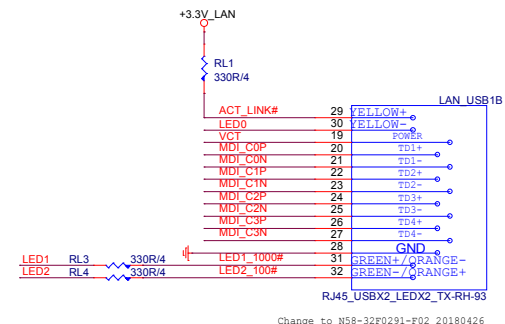 +3.3V_LAN
RL1
330R/4
LAN_USB1B
ACT_LINK# 29 YELLOW+
LED0 30 YELLOW-
VCT 19 POWER
MDI_C0P 20 TD1+
MDI_C0N 21 TD1-
MDI_C1P 22 TD2+
MDI_C1N 23 TD2-
MDI_C2P 24 TD3+
MDI_C2N 25 TD3-
MDI_C3P 26 TD4+
MDI_C3N 27 TD4-
28 GND
LED1 RL3 330R/4 LED1_1000# 31 GREEN+/ORANGE-
LED2 RL4 330R/4 LED2_100# 32 GREEN-/ORANGE+
RJ45_USBX2_LEDX2_TX-RH-93
Change to N58-32F0291-F02 20180426